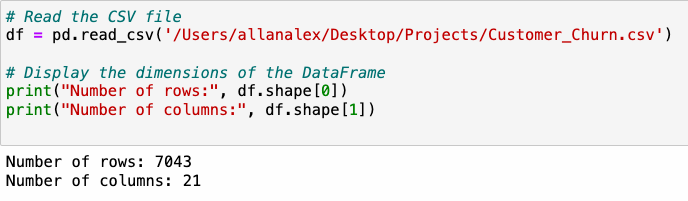 # Read the CSV file
df = pd.read_csv('/Users/allanalex/Desktop/Projects/Customer_Churn.csv')
# Display the dimensions of the DataFrame
print("Number of rows:", df.shape[0])
print("Number of columns:", df.shape[1])
Number of rows: 7043
Number of columns: 21